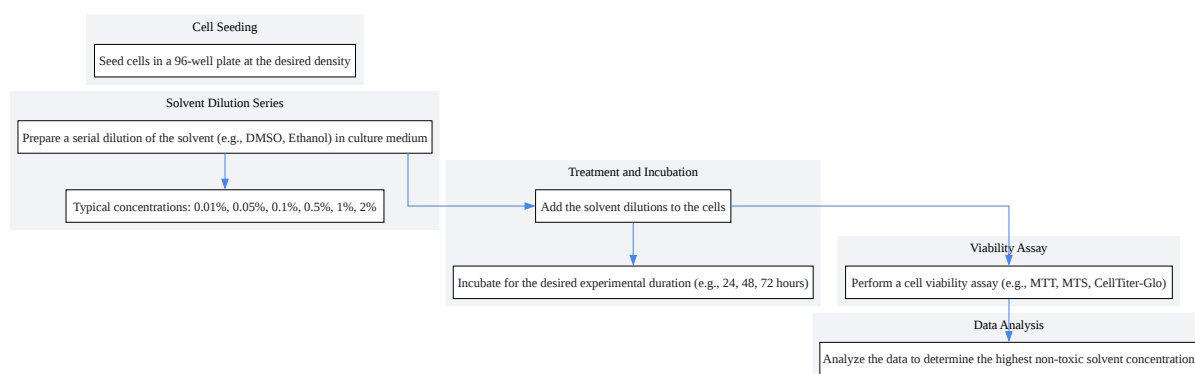 Cell Seeding
Seed cells in a 96-well plate at the desired density
Solvent Dilution Series
Prepare a serial dilution of the solvent (e.g., DMSO, Ethanol) in culture medium
Typical concentrations: 0.01%, 0.05%, 0.1%, 0.5%, 1%, 2%
Treatment and Incubation
Add the solvent dilutions to the cells
Incubate for the desired experimental duration (e.g., 24, 48, 72 hours)
Viability Assay
Perform a cell viability assay (e.g., MTT, MTS, CellTiter-Glo)
Data Analysis
Analyze the data to determine the highest non-toxic solvent concentration